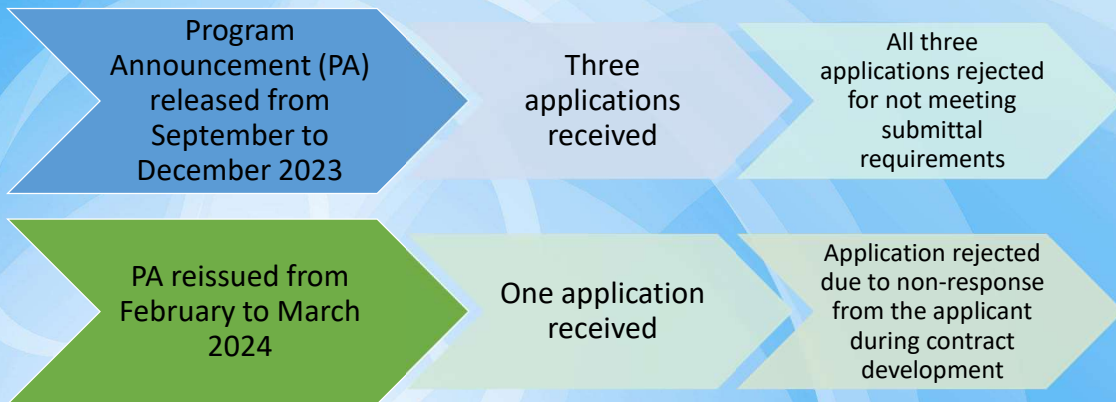 Program
Announcement (PA)
released from
September to
December 2023
Three
applications
received
All three
applications rejected
for not meeting
submittal
requirements
PA reissued from
February to March
2024
One application
received
Application rejected
due to non-response
from the applicant
during contract
development